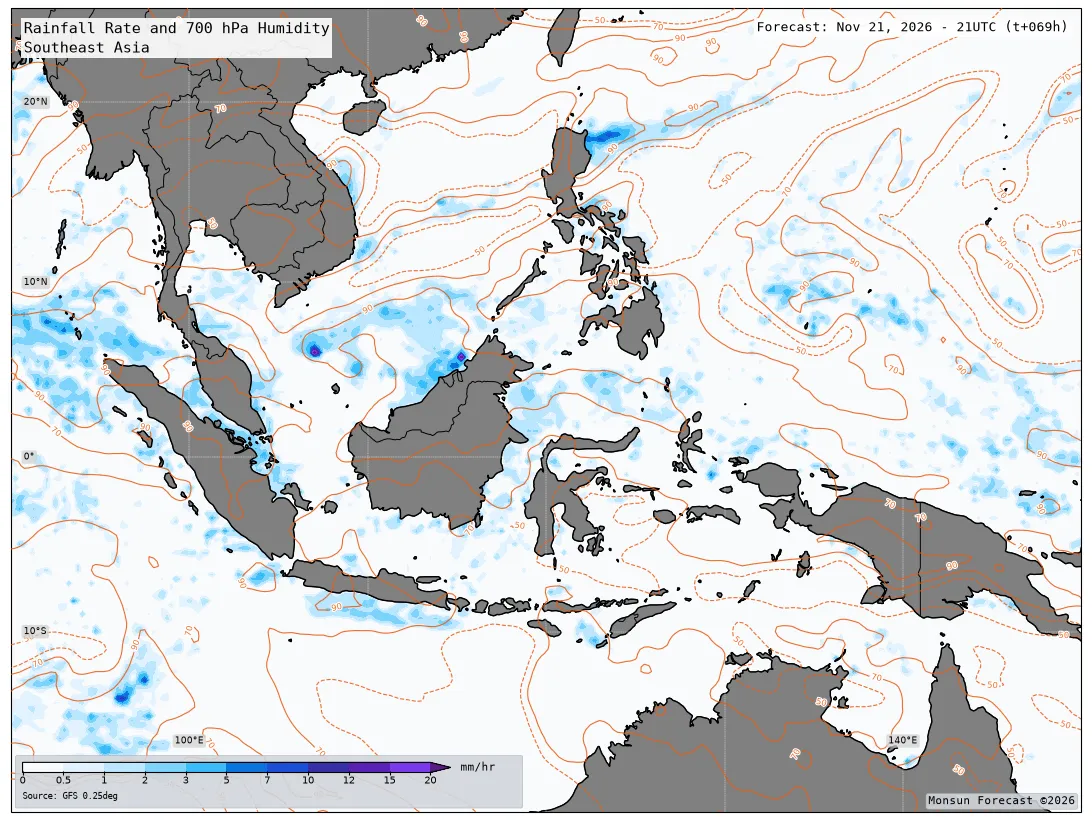 Rainfall Rate and 700 hPa Humidity
Southeast Asia
Forecast: Nov 21, 2026 - 21UTC (t+069h)
20°N
10°N
0°
10°S
100°E
140°E
0 0.5 1 2 3 5 7 10 12 15 20 mm/hr
Source: GFS 0.25deg
Monsun Forecast ©2026